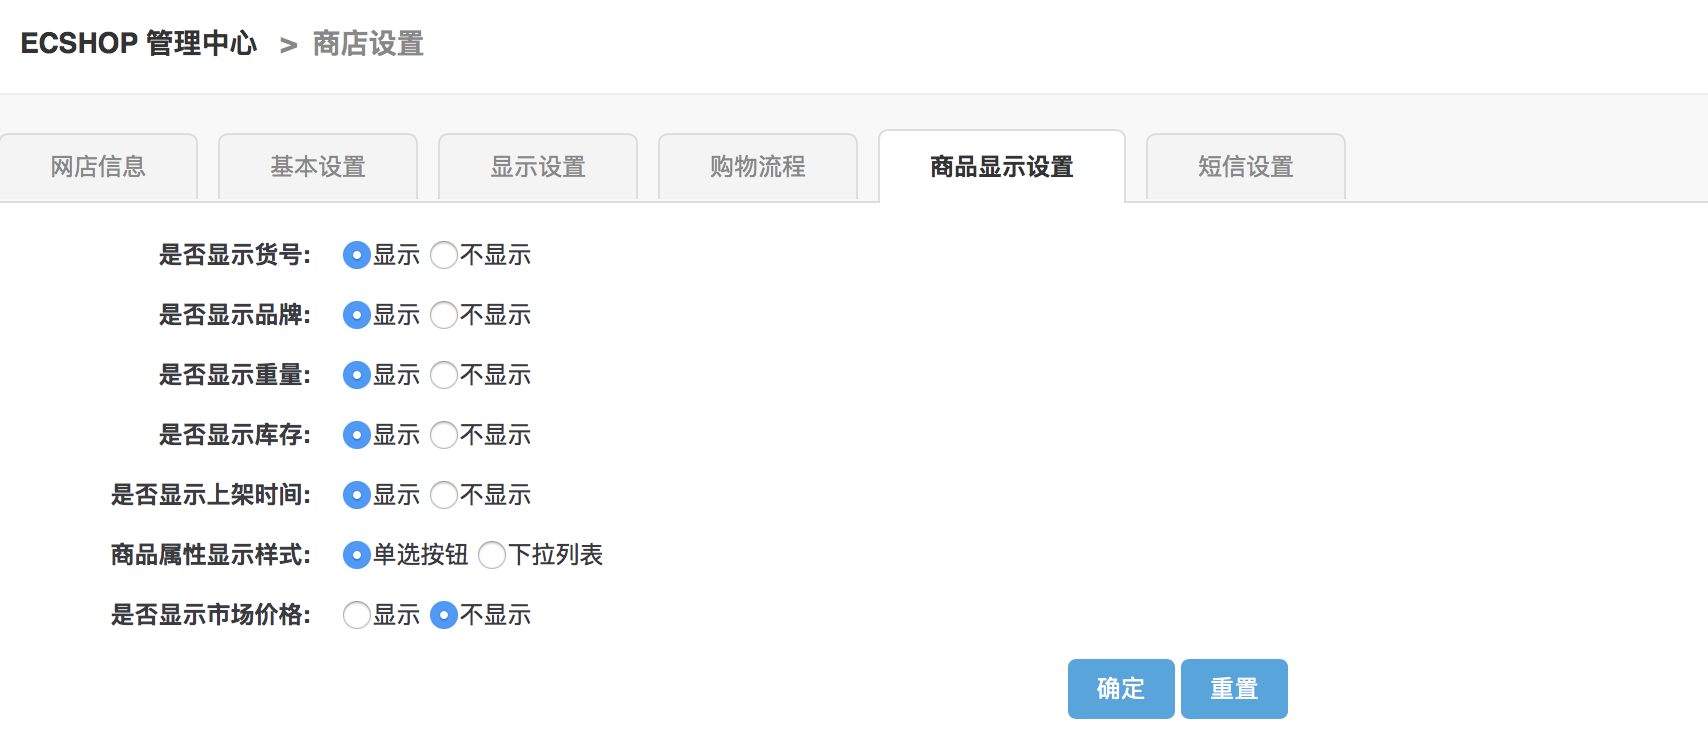 ECSHOP 管理中心 > 商店设置
网店信息 基本设置 显示设置 购物流程 商品显示设置 短信设置
是否显示货号: 显示 不显示
是否显示品牌: 显示 不显示
是否显示重量: 显示 不显示
是否显示库存: 显示 不显示
是否显示上架时间: 显示 不显示
商品属性显示样式: 单选按钮 下拉列表
是否显示市场价格: 显示 不显示
确定 重置